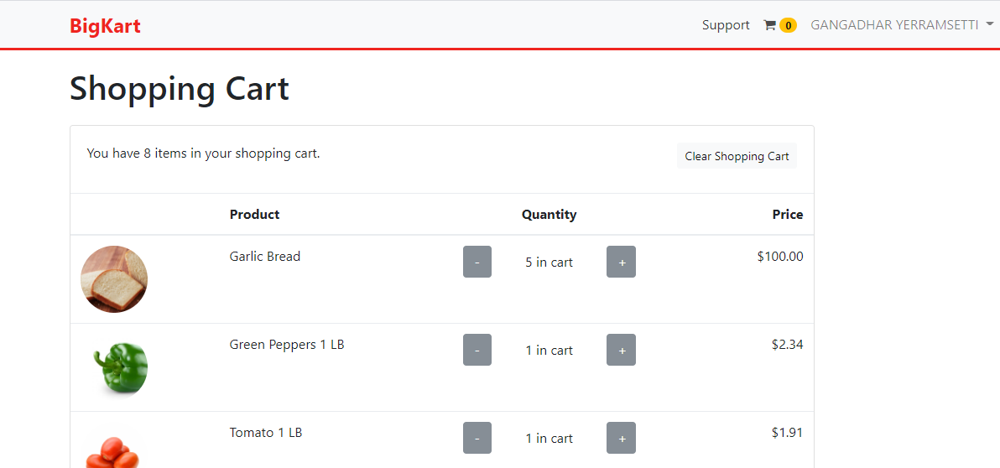 BigKart
Support 0 GANGADHAR YERRAMSETTI
Shopping Cart
You have 8 items in your shopping cart. Clear Shopping Cart
Product Quantity Price
Garlic Bread - 5 in cart + $100.00
Green Peppers 1 LB - 1 in cart + $2.34
Tomato 1 LB - 1 in cart + $1.91